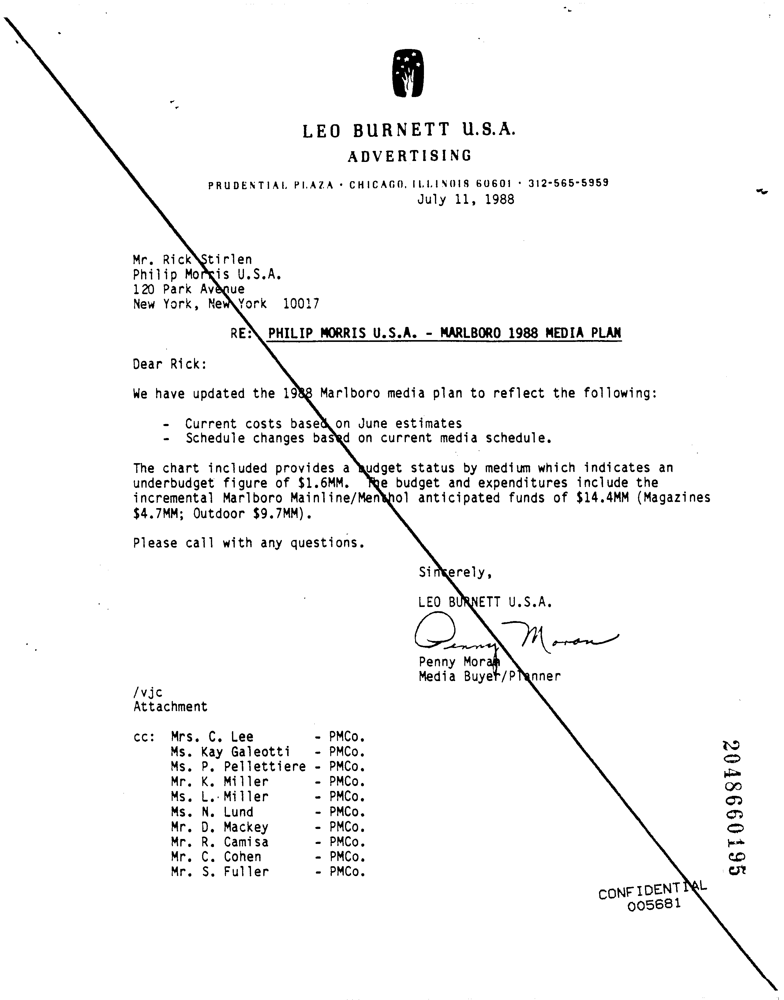 LEO BURNETT U.S.A.
ADVERTISING
PRUDENTIAL PLAZA · CHICAGO, ILLINOIS 60601 · 312-565-5959
July 11, 1988
Mr. Rick Stirlen
Philip Morris U.S.A.
120 Park Avenue
New York, New York 10017
RE: PHILIP MORRIS U.S.A. - MARLBORO 1988 MEDIA PLAN
Dear Rick:
We have updated the 1988 Marlboro media plan to reflect the following:
- Current costs based on June estimates
- Schedule changes based on current media schedule.
The chart included provides a budget status by medium which indicates an
underbudget figure of $1.6MM. The budget and expenditures include the
incremental Marlboro Mainline/Menthol anticipated funds of $14.4MM (Magazines
$4.7MM; Outdoor $9.7MM).
Please call with any questions.
Sincerely,
LEO BURNETT U.S.A.
Penny Moran
Penny Moran
Media Buyer/Planner
/vjc
Attachment
cc: Mrs. C. Lee - PMCo.
Ms. Kay Galeotti - PMCo.
Ms. P. Pellettiere - PMCo.
Mr. K. Miller - PMCo.
Ms. L. Miller - PMCo.
Ms. N. Lund - PMCo.
Mr. D. Mackey - PMCo.
Mr. R. Camisa - PMCo.
Mr. C. Cohen - PMCo.
Mr. S. Fuller - PMCo.
2048660195
CONFIDENTIAL
005681